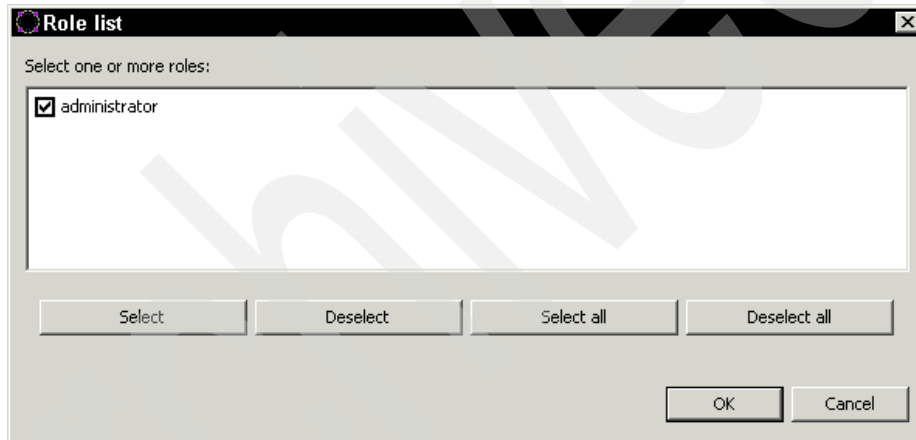 Role list
Select one or more roles:
administrator
Select
Deselect
Select all
Deselect all
OK
Cancel